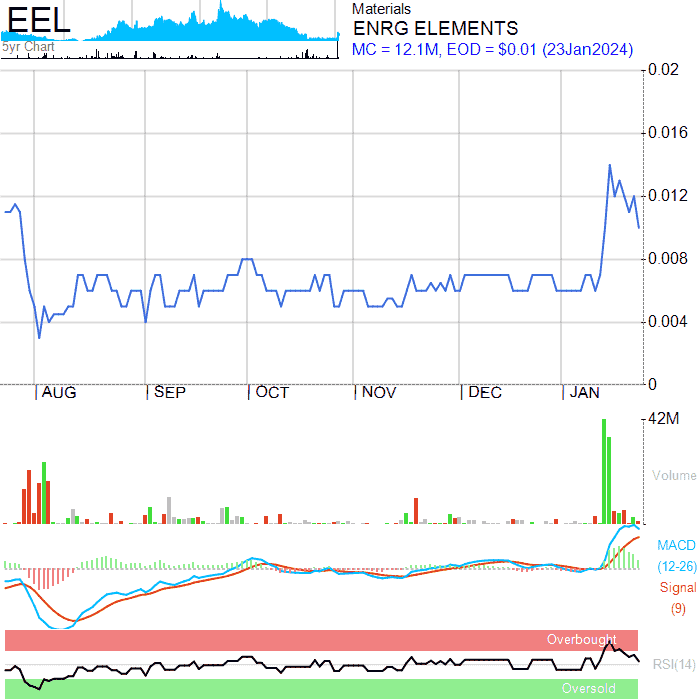 EEL
5yr Chart
Materials
ENRG ELEMENTS
MC = 12.1M, EOD = $0.01 (23Jan2024)
0.02
0.016
0.012
0.008
0.004
0
AUG SEP OCT NOV DEC JAN
42M
Volume
MACD
(12-26)
Signal
(9)
Overbought
RSI(14)
Oversold